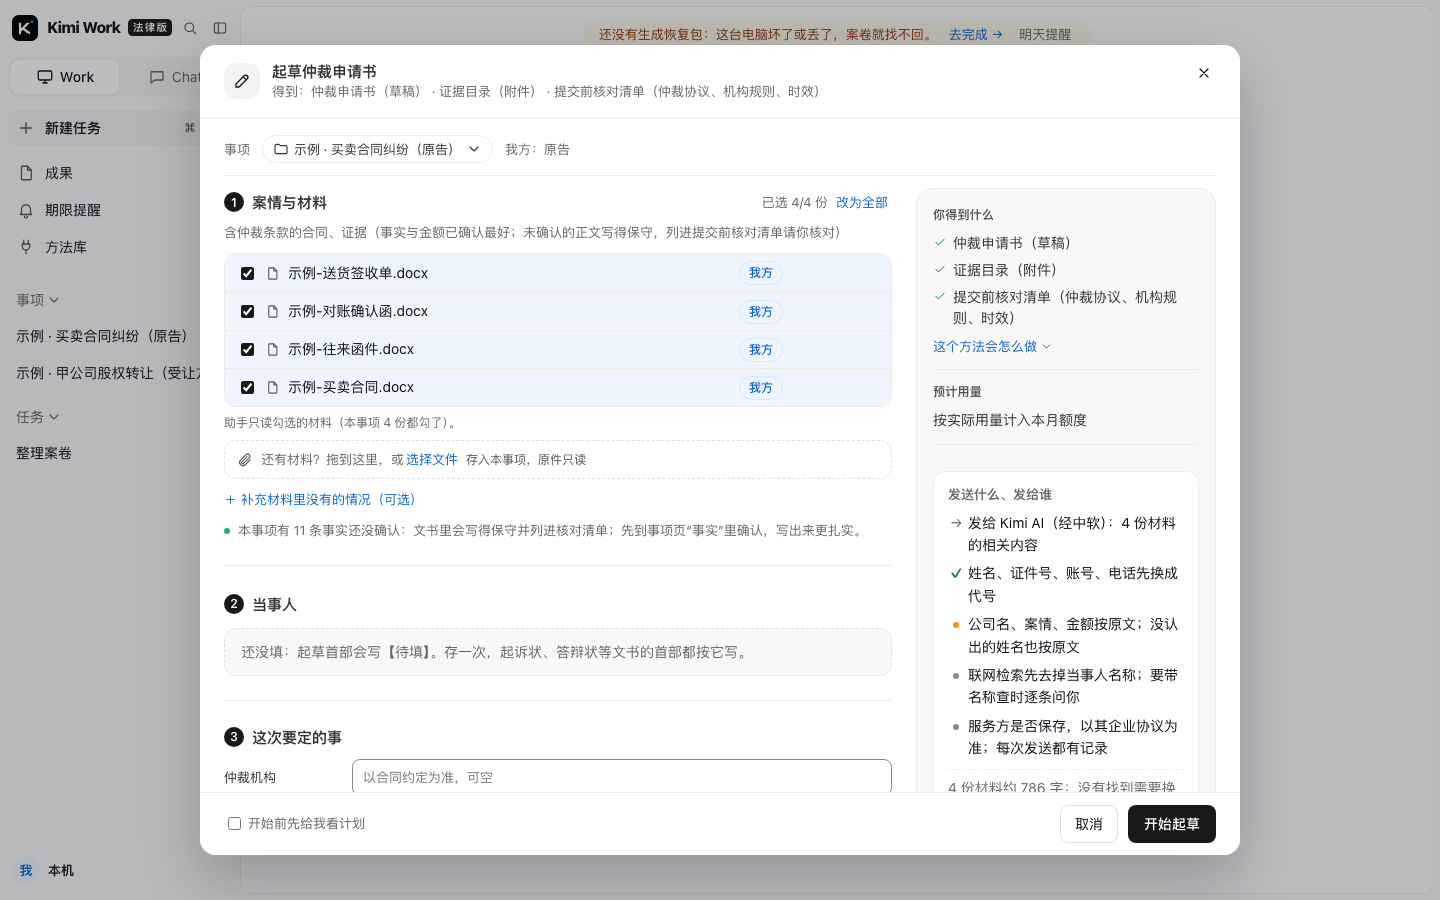 Kimi Work 法律版
还没有生成恢复包：这台电脑坏了或丢了，案卷就找不回。 去完成 → 明天提醒
Work
Chat
新建任务 ⌘
成果
期限提醒
方法库
事项
示例 · 买卖合同纠纷（原告）
示例 · 甲公司股权转让（受让
任务
整理案卷
我 本机
起草仲裁申请书
得到：仲裁申请书（草稿） · 证据目录（附件） · 提交前核对清单（仲裁协议、机构规则、时效）
事项 示例 · 买卖合同纠纷（原告） 我方：原告
1 案情与材料 已选 4/4 份 改为全部
含仲裁条款的合同、证据（事实与金额已确认最好；未确认的正文写得保守，列进提交前核对清单请你核对）
示例-送货签收单.docx 我方
示例-对账确认函.docx 我方
示例-往来函件.docx 我方
示例-买卖合同.docx 我方
助手只读勾选的材料（本事项 4 份都勾了）。
还有材料？拖到这里，或 选择文件 存入本事项，原件只读
+ 补充材料里没有的情况（可选）
本事项有 11 条事实还没确认：文书里会写得保守并列进核对清单；先到事项页“事实”里确认，写出来更扎实。
2 当事人
还没填：起草首部会写【待填】。存一次，起诉状、答辩状等文书的首部都按它写。
3 这次要定的事
仲裁机构 以合同约定为准，可空
你得到什么
仲裁申请书（草稿）
证据目录（附件）
提交前核对清单（仲裁协议、机构规
则、时效）
这个方法会怎么做
预计用量
按实际用量计入本月额度
发送什么、发给谁
→ 发给 Kimi AI（经中软）：4 份材料
的相关内容
姓名、证件号、账号、电话先换成
代号
公司名、案情、金额按原文；没认
出的姓名也按原文
联网检索先去掉当事人名称；要带
名称查时逐条问你
服务方是否保存，以其企业协议为
准；每次发送都有记录
4 份材料约 786 字；没有找到需要换
开始前先给我看计划
取消
开始起草